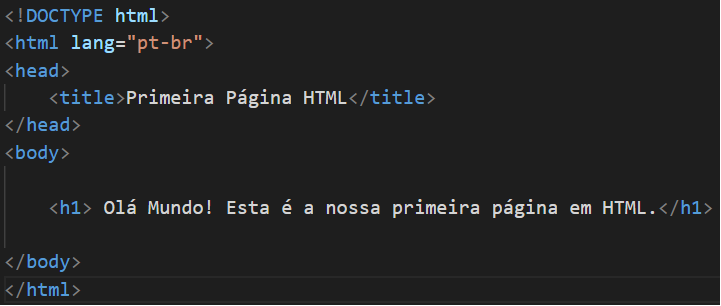 <!DOCTYPE html>
<html lang="pt-br">
<head>
    <title>Primeira Página HTML</title>
</head>
<body>
    <h1> Olá Mundo! Esta é a nossa primeira página em HTML.</h1>
</body>
</html>